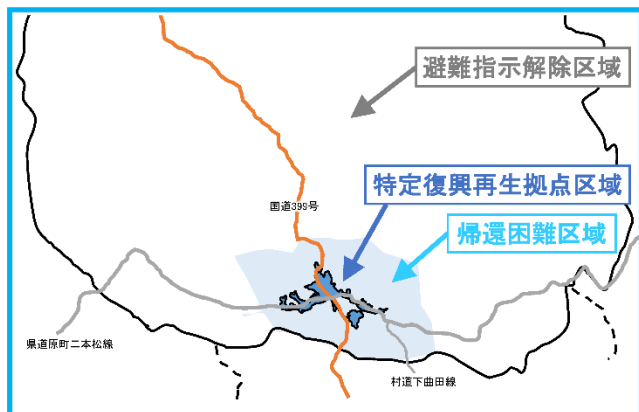 避難指示解除区域
特定復興再生拠点区域
国道399号
帰還困難区域
県道原町二本松線
村道下曲田線